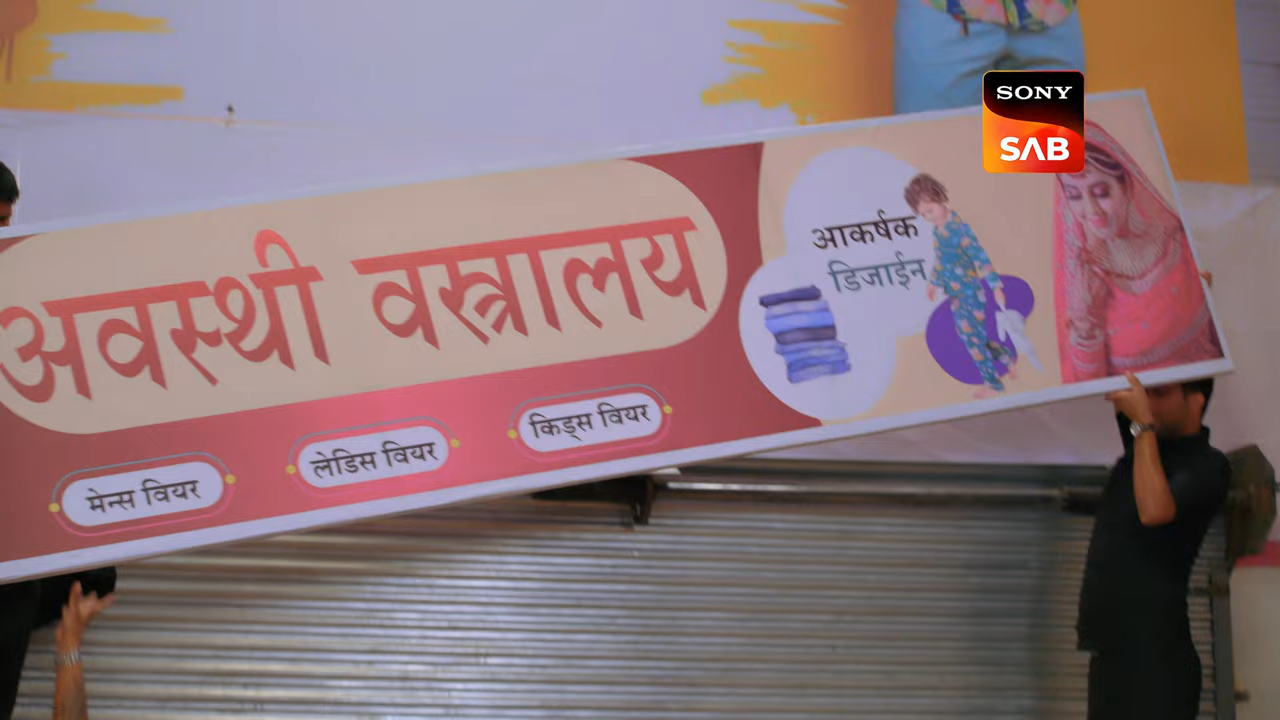 SONY
SAB
अवस्थी वस्त्रालय
आकर्षक
डिजाईन
मेन्स वियर
लेडिस वियर
किड्स वियर